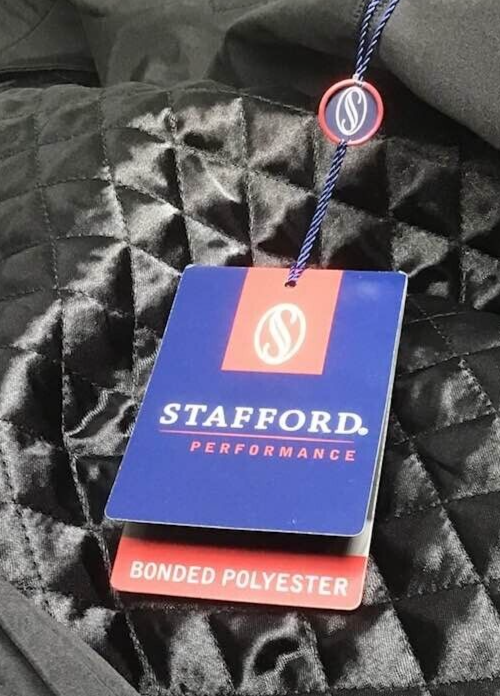 S
S
STAFFORD.
PERFORMANCE
BONDED POLYESTER